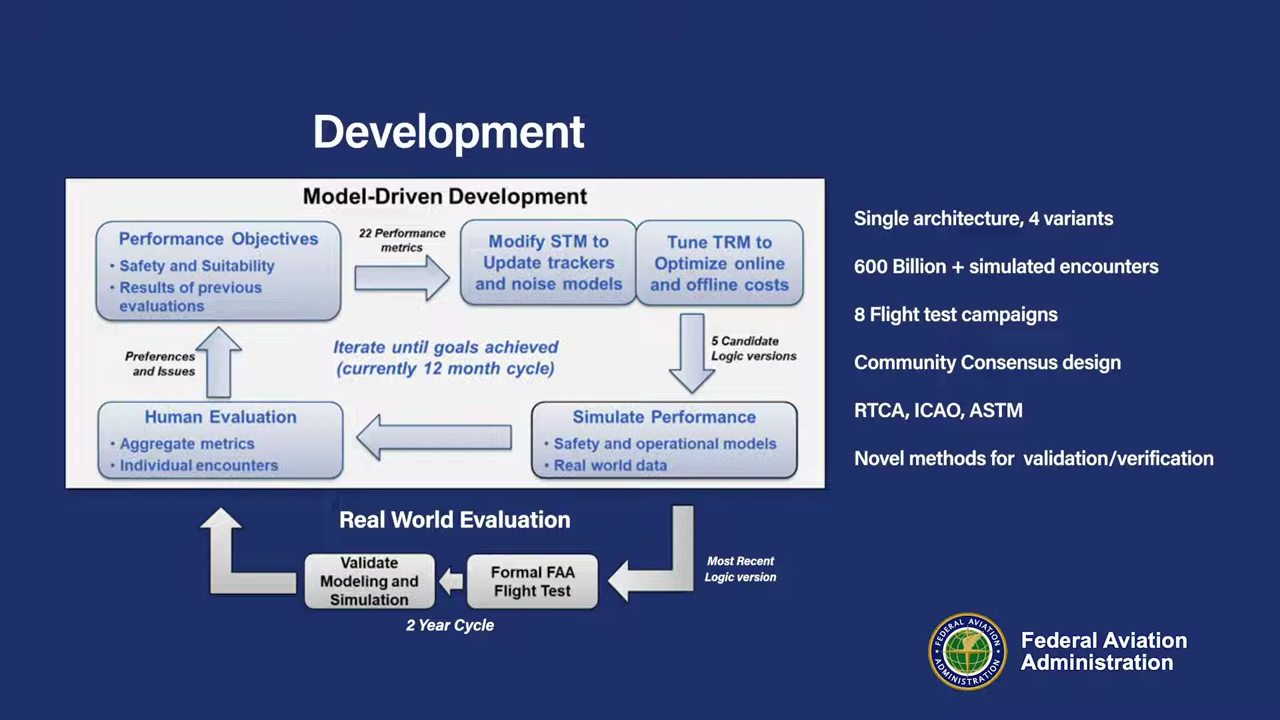 Development
Model-Driven Development
Performance Objectives
• Safety and Suitability
• Results of previous
evaluations
22 Performance
metrics
Modify STM to
Update trackers
and noise models
Tune TRM to
Optimize online
and offline costs
Preferences
and Issues
Iterate until goals achieved
(currently 12 month cycle)
5 Candidate
Logic versions
Human Evaluation
• Aggregate metrics
• Individual encounters
Simulate Performance
• Safety and operational models
• Real world data
Real World Evaluation
Validate
Modeling and
Simulation
Formal FAA
Flight Test
Most Recent
Logic version
2 Year Cycle
Single architecture, 4 variants
600 Billion + simulated encounters
8 Flight test campaigns
Community Consensus design
RTCA, ICAO, ASTM
Novel methods for validation/verification
FEDERAL AVIATION
ADMINISTRATION
Federal Aviation
Administration